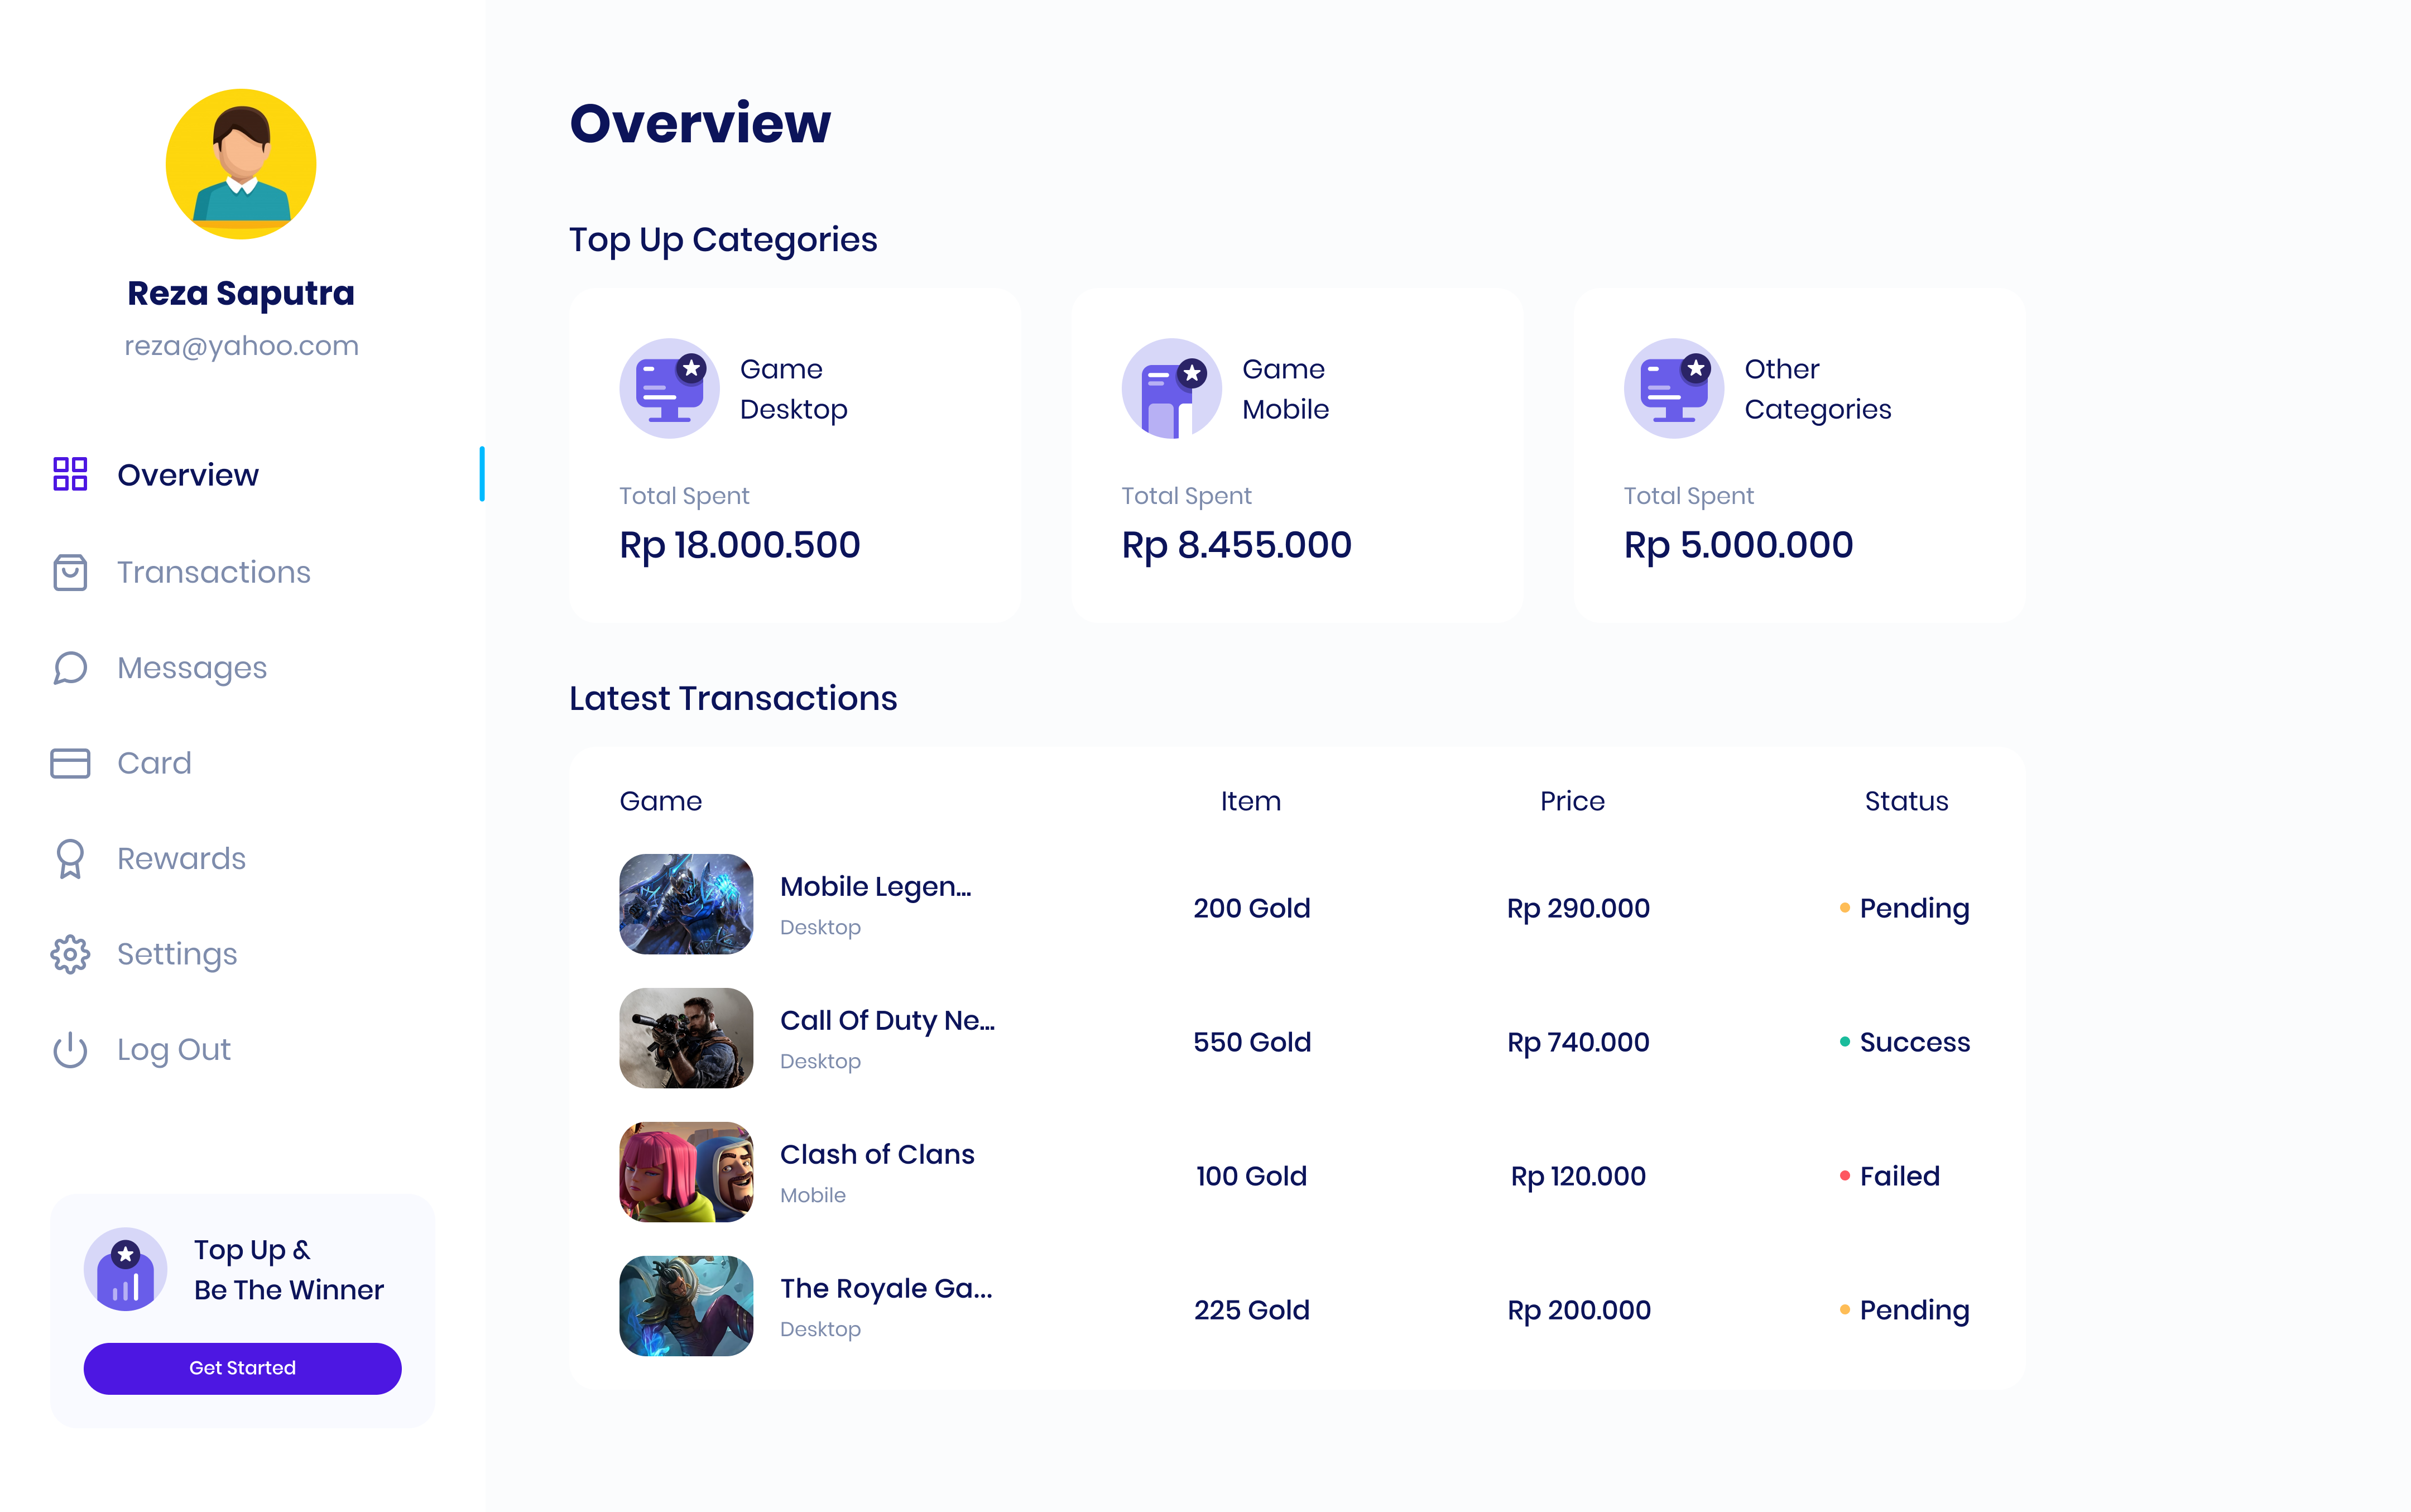 Reza Saputra
reza@yahoo.com
Overview
Transactions
Messages
Card
Rewards
Settings
Log Out
Top Up &
Be The Winner
Get Started
Overview
Top Up Categories
Game
Desktop
Total Spent
Rp 18.000.500
Game
Mobile
Total Spent
Rp 8.455.000
Other
Categories
Total Spent
Rp 5.000.000
Latest Transactions
Game Item Price Status
Mobile Legen...
Desktop
200 Gold Rp 290.000 Pending
Call Of Duty Ne...
Desktop
550 Gold Rp 740.000 Success
Clash of Clans
Mobile
100 Gold Rp 120.000 Failed
The Royale Ga...
Desktop
225 Gold Rp 200.000 Pending